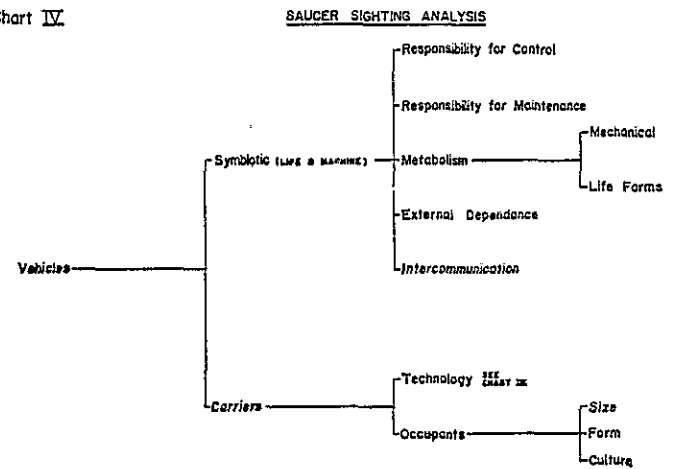 Chart IV
SAUCER SIGHTING ANALYSIS
Responsibility for Control
Responsibility for Maintenance
Mechanical
Symbiotic (LIFE & MACHINE)
Metabolism
Life Forms
External Dependance
Vehicles
Intercommunication
Technology SEE
CHART III
Carriers
Size
Occupants
Form
Culture